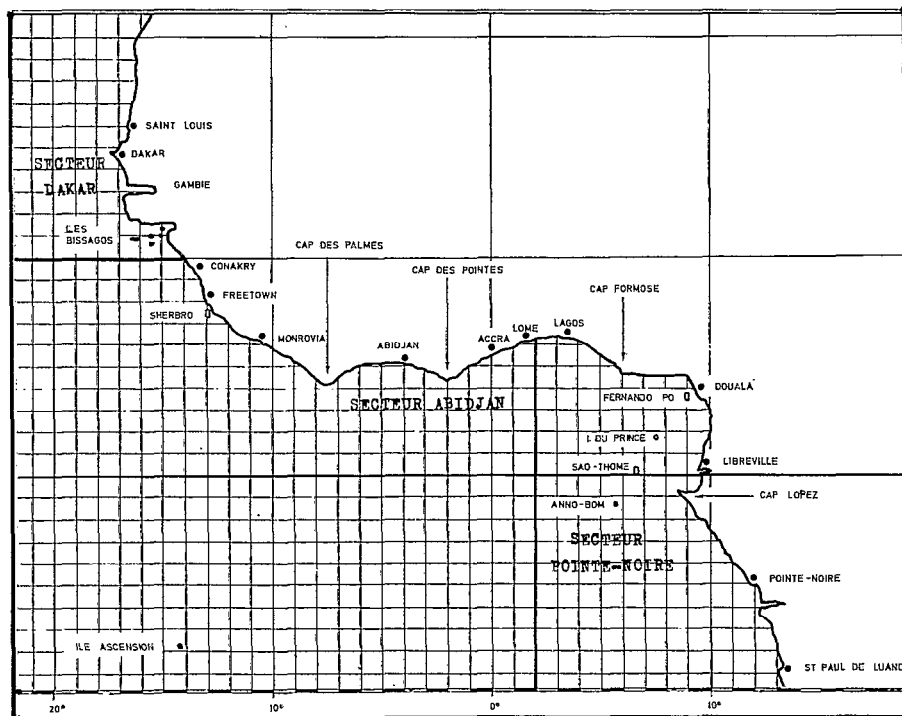 SAINT LOUIS
SECTEUR
DAKAR
DAKAR
GAMBIE
ILES
BISSAGOS
CAP DES PALMES
CAP DES POINTES
CONAKRY
CAP FORMOSE
FREETOWN
SHERBRO
MONROVIA
ABIDJAN
ACCRA
LOME
LAGOS
SECTEUR ABIDJAN
FERNANDO PO
DOUALA
I. DU PRINCE
SAO-THOME
LIBREVILLE
CAP LOPEZ
ANNO-BOM
SECTEUR
POINTE-NOIRE
POINTE-NOIRE
ILE ASCENSION
ST PAUL DE LUAND
20° 10° 0° 10°